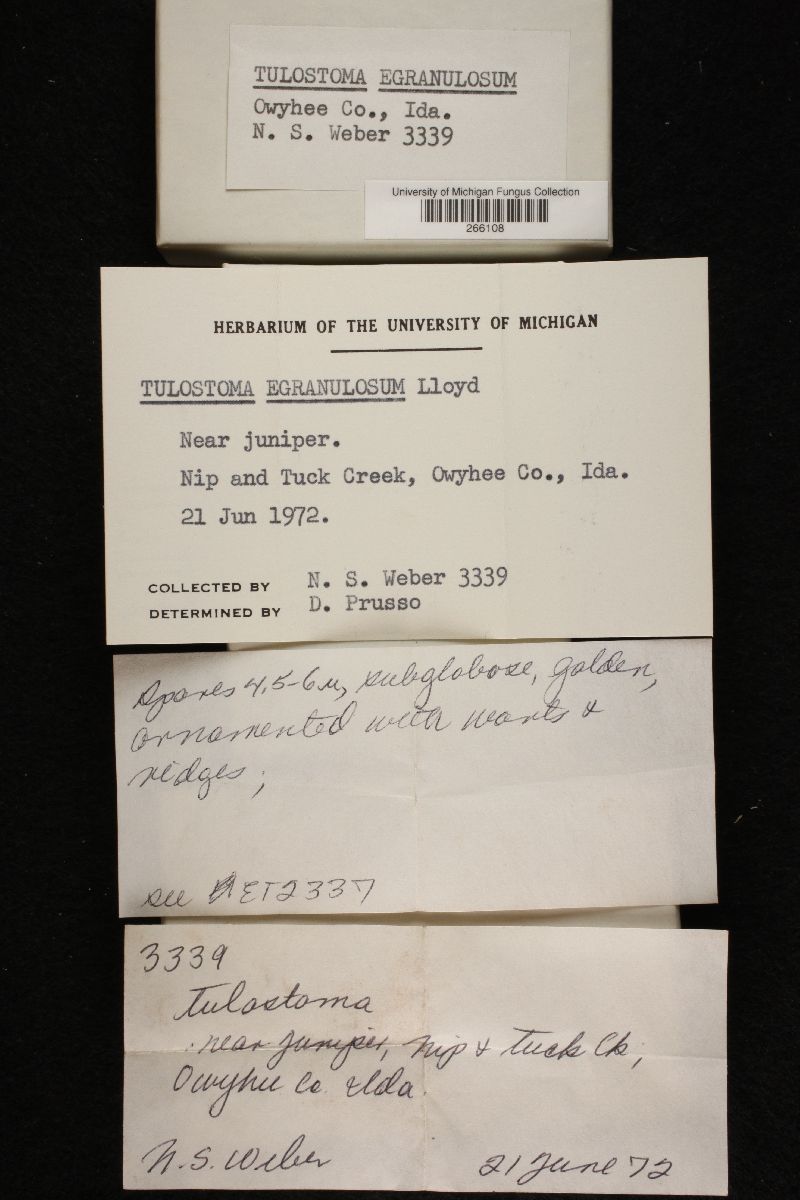 TULOSTOMA EGRANULOSUM
Owyhee Co., Ida.
N. S. Weber 3339
University of Michigan Fungus Collection
266108
HERBARIUM OF THE UNIVERSITY OF MICHIGAN
TULOSTOMA EGRANULOSUM Lloyd
Near juniper.
Nip and Tuck Creek, Owyhee Co., Ida.
21 Jun 1972.
COLLECTED BY N. S. Weber 3339
DETERMINED BY D. Prusso
Spores 4.5-6 µ, subglobose, golden,
ornamented with warts &
ridges;
see 2337
3339
Tulostoma
near juniper, Nip & Tuck Ck,
Owyhee Co. Ida.
N.S. Weber 21 June 72